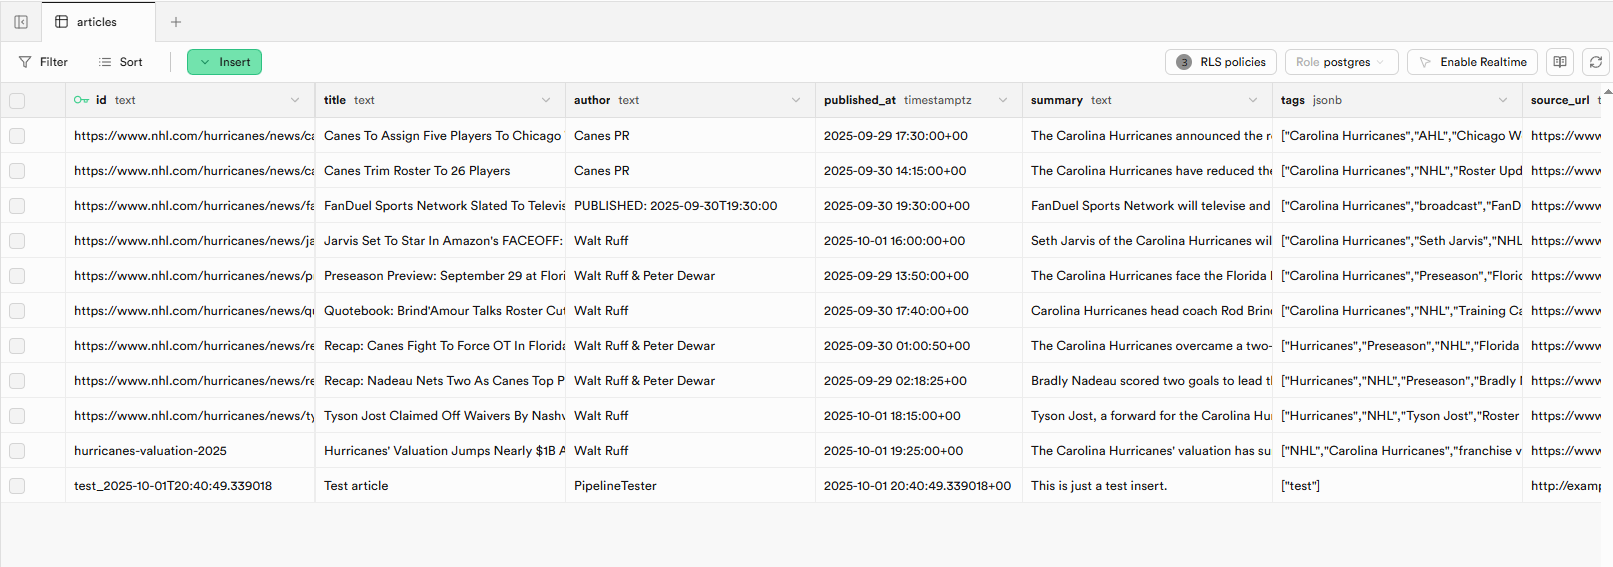 articles
Filter Sort Insert 3 RLS policies Role postgres Enable Realtime
id text title text author text published_at timestamptz summary text tags jsonb source_url
https://www.nhl.com/hurricanes/news/ca Canes To Assign Five Players To Chicago Canes PR 2025-09-29 17:30:00+00 The Carolina Hurricanes announced the r ["Carolina Hurricanes","AHL","Chicago W https://www
https://www.nhl.com/hurricanes/news/ca Canes Trim Roster To 26 Players Canes PR 2025-09-30 14:15:00+00 The Carolina Hurricanes have reduced the ["Carolina Hurricanes","NHL","Roster Upd https://www
https://www.nhl.com/hurricanes/news/fa FanDuel Sports Network Slated To Televis PUBLISHED: 2025-09-30T19:30:00 2025-09-30 19:30:00+00 FanDuel Sports Network will televise and ["Carolina Hurricanes","broadcast","FanD https://www
https://www.nhl.com/hurricanes/news/ja Jarvis Set To Star In Amazon's FACEOFF: Walt Ruff 2025-10-01 16:00:00+00 Seth Jarvis of the Carolina Hurricanes wil ["Carolina Hurricanes","Seth Jarvis","NHL https://www
https://www.nhl.com/hurricanes/news/p Preseason Preview: September 29 at Flori Walt Ruff & Peter Dewar 2025-09-29 13:50:00+00 The Carolina Hurricanes face the Florida ["Carolina Hurricanes","Preseason","Floric https://www
https://www.nhl.com/hurricanes/news/q Quotebook: Brind'Amour Talks Roster Cut Walt Ruff 2025-09-30 17:40:00+00 Carolina Hurricanes head coach Rod Brin ["Carolina Hurricanes","NHL","Training Ca https://www
https://www.nhl.com/hurricanes/news/re Recap: Canes Fight To Force OT In Florida Walt Ruff & Peter Dewar 2025-09-30 01:00:50+00 The Carolina Hurricanes overcame a two- ["Hurricanes","Preseason","NHL","Florida https://www
https://www.nhl.com/hurricanes/news/re Recap: Nadeau Nets Two As Canes Top P Walt Ruff & Peter Dewar 2025-09-29 02:18:25+00 Bradly Nadeau scored two goals to lead t ["Hurricanes","NHL","Preseason","Bradly https://www
https://www.nhl.com/hurricanes/news/ty Tyson Jost Claimed Off Waivers By Nashv Walt Ruff 2025-10-01 18:15:00+00 Tyson Jost, a forward for the Carolina Hu ["Hurricanes","NHL","Tyson Jost","Roster https://www
hurricanes-valuation-2025 Hurricanes' Valuation Jumps Nearly $1B A Walt Ruff 2025-10-01 19:25:00+00 The Carolina Hurricanes' valuation has su ["NHL","Carolina Hurricanes","franchise v https://www
test_2025-10-01T20:40:49.339018 Test article PipelineTester 2025-10-01 20:40:49.339018+00 This is just a test insert. ["test"] http://examp